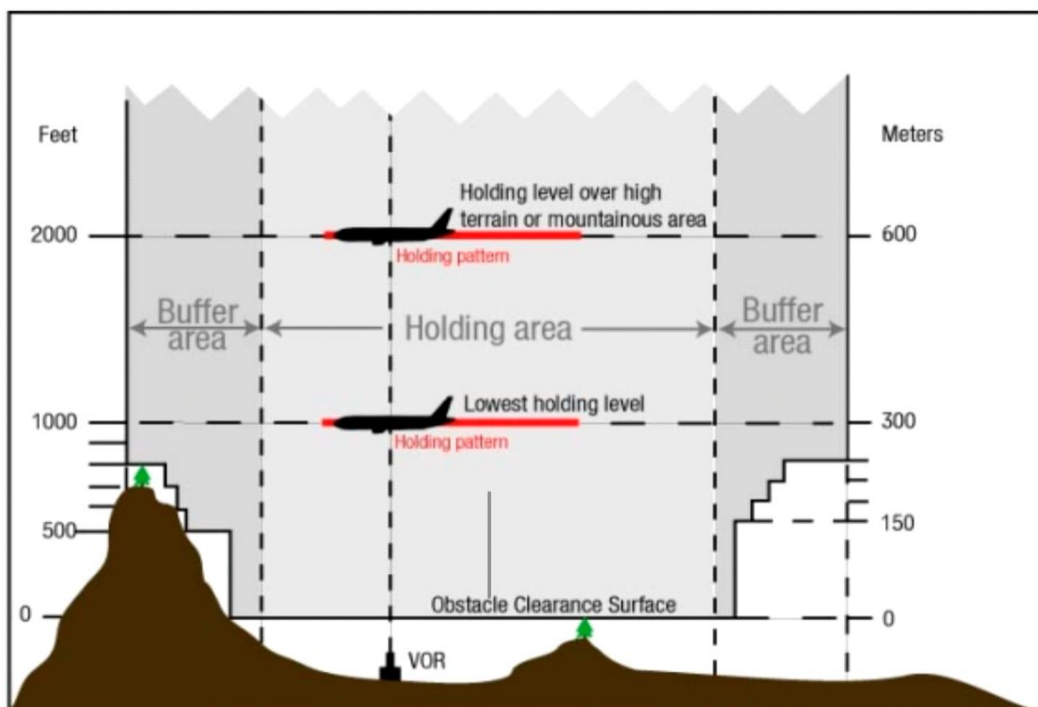 Feet
Meters
Holding level over high
terrain or mountainous area
2000
600
Holding pattern
Buffer
area
Holding area
Buffer
area
Lowest holding level
1000
300
Holding pattern
500
150
Obstacle Clearance Surface
0
0
VOR